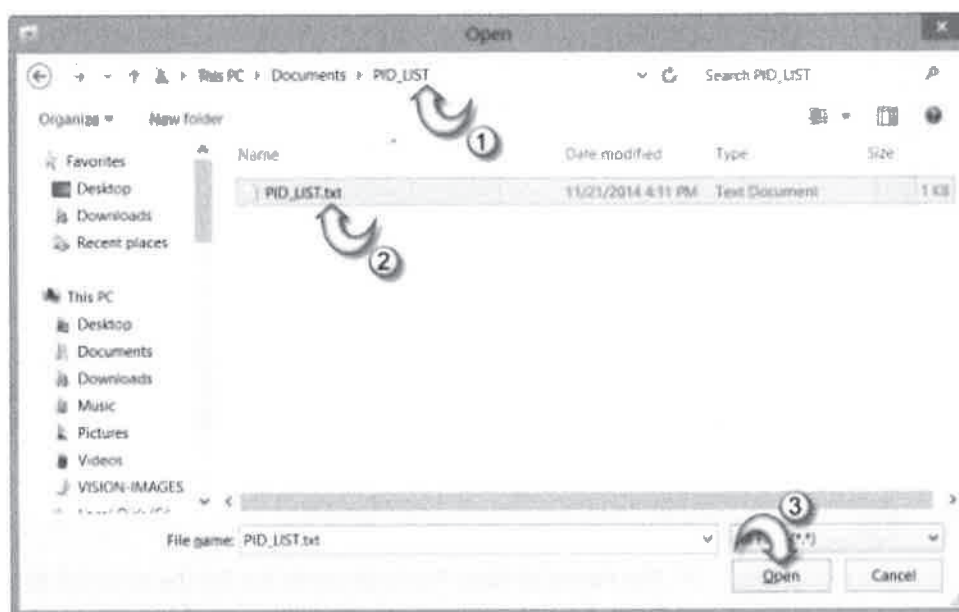 Open
This PC Documents PID_LIST
Search PID_LIST
1
Organize New folder
Name Date modified Type Size
Favorites
PID_LIST.txt 11/21/2014 4:11 PM Text Document 1 KB
Desktop
Downloads
2
Recent places
This PC
Desktop
Documents
Downloads
Music
Pictures
Videos
VISION-IMAGES
3
File name: PID_LIST.txt (*.*)
Open Cancel